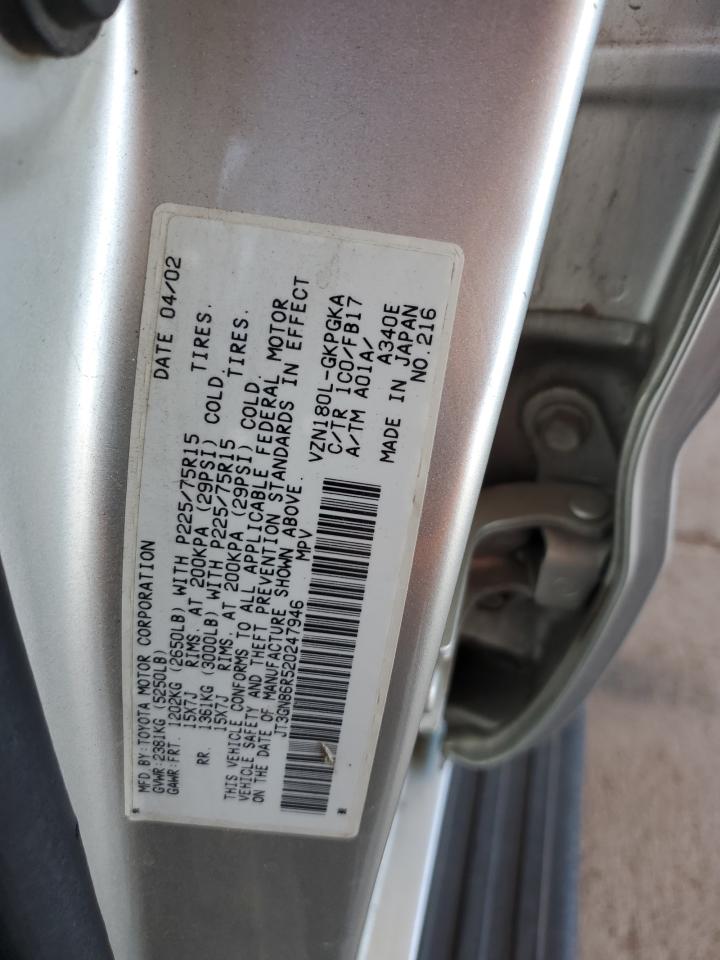 MFD. BY: TOYOTA MOTOR CORPORATION DATE 04/02
GVWR: 2381KG (5250LB)
GAWR: FRT. 1202KG (2650LB) WITH P225/75R15 TIRES.
15X7J RIMS. AT 200KPA (29PSI) COLD.
RR. 1361KG (3000LB) WITH P225/75R15 TIRES.
15X7J RIMS. AT 200KPA (29PSI) COLD.
THIS VEHICLE CONFORMS TO ALL APPLICABLE FEDERAL MOTOR
VEHICLE SAFETY AND THEFT PREVENTION STANDARDS IN EFFECT
ON THE DATE OF MANUFACTURE SHOWN ABOVE.
JT3GN86R520247946 MPV
VZN180L-GKPGKA
C/TR 1C0/FB17
A/TM A01A/ A340E
MADE IN JAPAN
NO.216